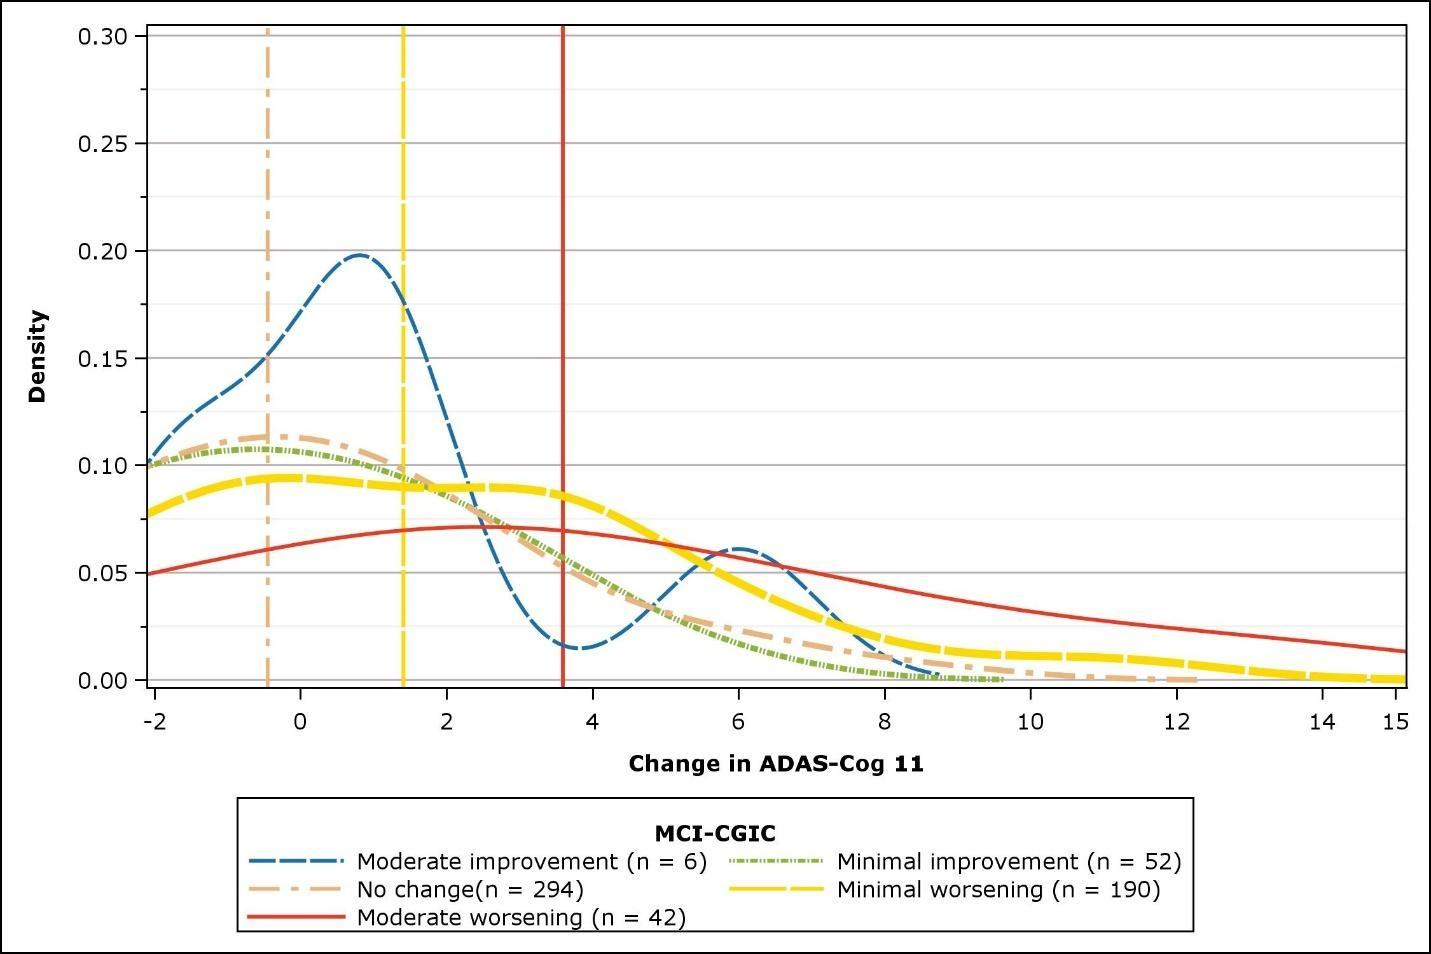 0.30
0.25
0.20
0.15
0.10
0.05
0.00
Density
-2 0 2 4 6 8 10 12 14 15
Change in ADAS-Cog 11
MCI-CGIC
Moderate improvement (n = 6) Minimal improvement (n = 52)
No change(n = 294) Minimal worsening (n = 190)
Moderate worsening (n = 42)